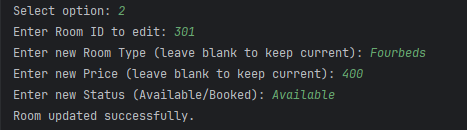 Select option: 2
Enter Room ID to edit: 301
Enter new Room Type (leave blank to keep current): Fourbeds
Enter new Price (leave blank to keep current): 400
Enter new Status (Available/Booked): Available
Room updated successfully.